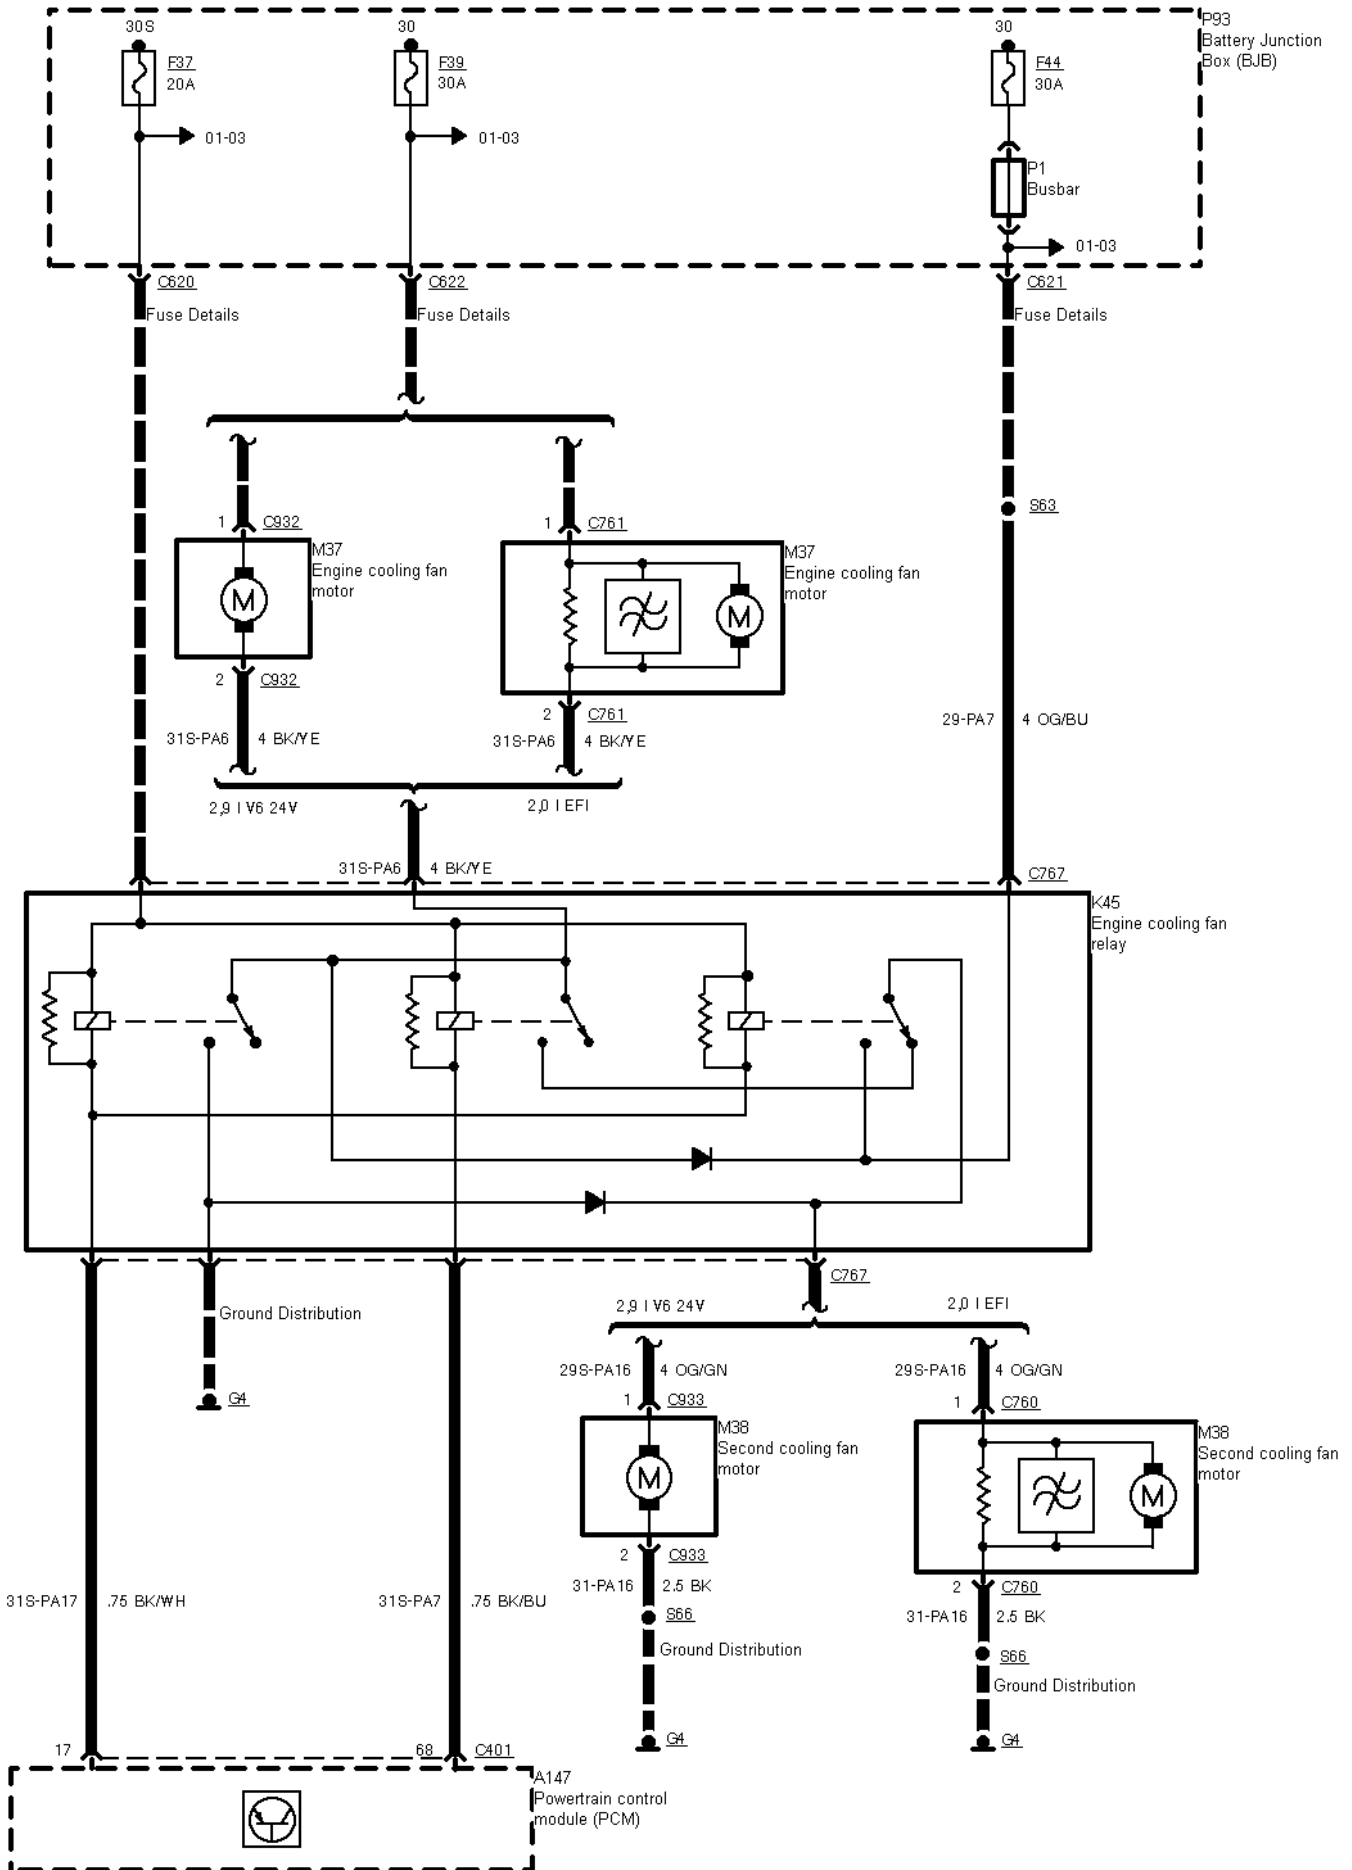 30S
30
30
P93
Battery Junction
Box (BJB)
F37
20A
F39
30A
F44
30A
01-03
01-03
P1
Busbar
01-03
C620
C622
C621
Fuse Details
Fuse Details
Fuse Details
S63
1 C932
1 C761
M37
Engine cooling fan
motor
M37
Engine cooling fan
motor
2 C932
2 C761
31S-PA6 4 BK/YE
31S-PA6 4 BK/YE
29-PA7 4 OG/BU
2,9 l V6 24V
2,0 l EFI
31S-PA6 4 BK/YE
C767
K45
Engine cooling fan
relay
C767
Ground Distribution
G4
2,9 l V6 24V
2,0 l EFI
29S-PA16 4 OG/GN
29S-PA16 4 OG/GN
1 C933
1 C760
M38
Second cooling fan
motor
M38
Second cooling fan
motor
M
M
M
M
2 C933
2 C760
31-PA16 2.5 BK
31-PA16 2.5 BK
31S-PA17 .75 BK/WH
31S-PA7 .75 BK/BU
S66
Ground Distribution
S66
Ground Distribution
G4
G4
17
68 C401
A147
Powertrain control
module (PCM)